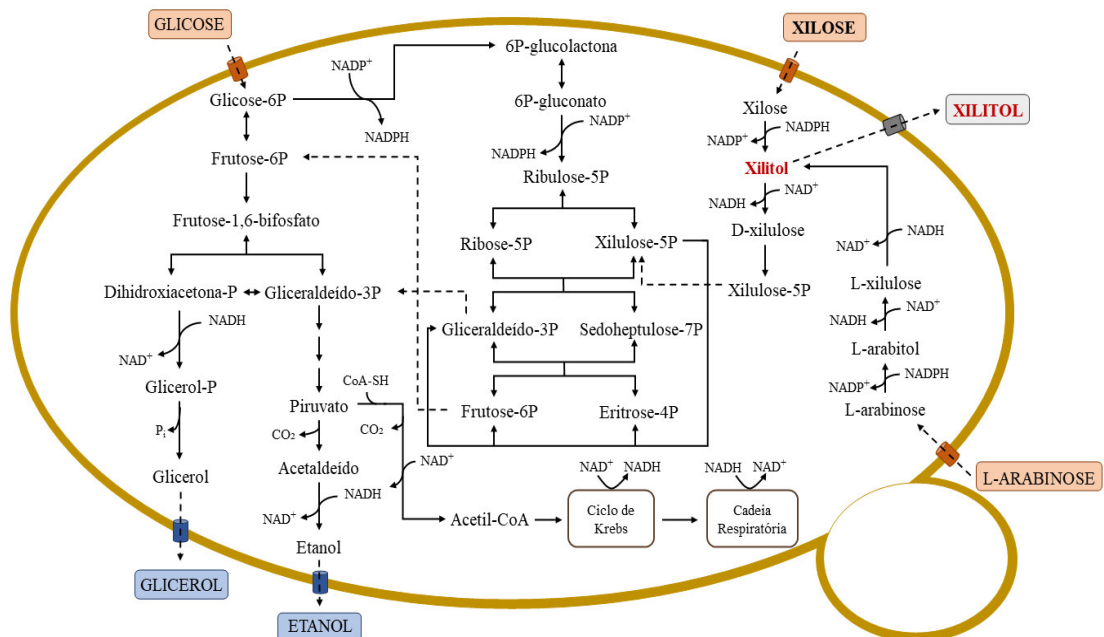 GLICOSE
NADP⁺
Glicose-6P
NADPH
Frutose-6P
Frutose-1,6-bifosfato
Dihidroxiacetona-P
Gliceraldeído-3P
NADH
NAD⁺
Glicerol-P
Pᵢ
Glicerol
GLICEROL
Piruvato
CoA-SH
CO₂
CO₂
Acetaldeído
NAD⁺
NADH
NAD⁺
Etanol
ETANOL
6P-glucolactona
6P-gluconato
NADP⁺
NADPH
Ribulose-5P
Ribose-5P
Xilulose-5P
Gliceraldeído-3P
Sedoheptulose-7P
Frutose-6P
Eritrose-4P
Acetil-CoA
NAD⁺
NADH
Ciclo de
Krebs
NADH
NAD⁺
Cadeia
Respiratória
XILOSE
Xilose
NADPH
NADP⁺
Xilitol
XILITOL
NAD⁺
NADH
D-xilulose
Xilulose-5P
NADH
NAD⁺
L-xilulose
NAD⁺
NADH
L-arabitol
NADPH
NADP⁺
L-arabinose
L-ARABINOSE